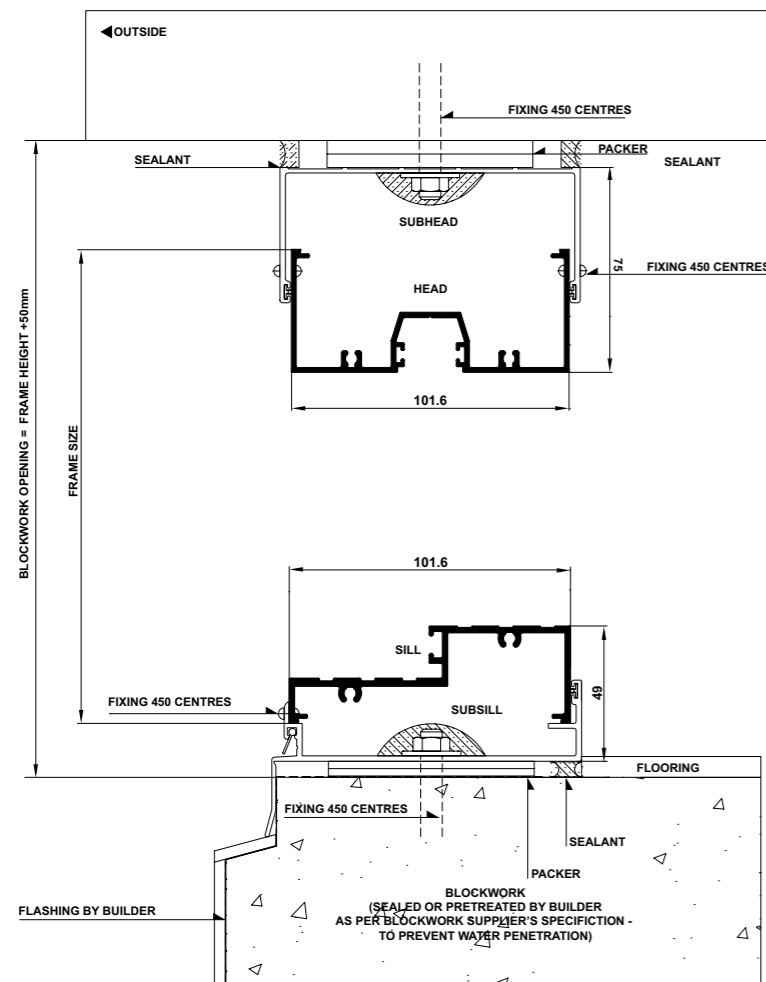 OUTSIDE
FIXING 450 CENTRES
PACKER
SEALANT
SEALANT
SUBHEAD
75
FIXING 450 CENTRES
HEAD
101.6
BLOCKWORK OPENING = FRAME HEIGHT +50mm
FRAME SIZE
101.6
SILL
49
FIXING 450 CENTRES
SUBSILL
FLOORING
FIXING 450 CENTRES
SEALANT
PACKER
BLOCKWORK
(SEALED OR PRETREATED BY BUILDER
AS PER BLOCKWORK SUPPLIER'S SPECIFICTION -
TO PREVENT WATER PENETRATION)
FLASHING BY BUILDER